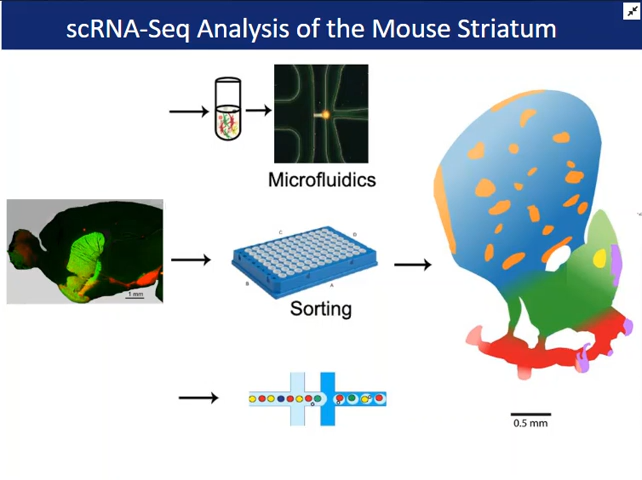 scRNA-Seq Analysis of the Mouse Striatum
Microfluidics
1 mm
C
D
B
A
Sorting
0.5 mm